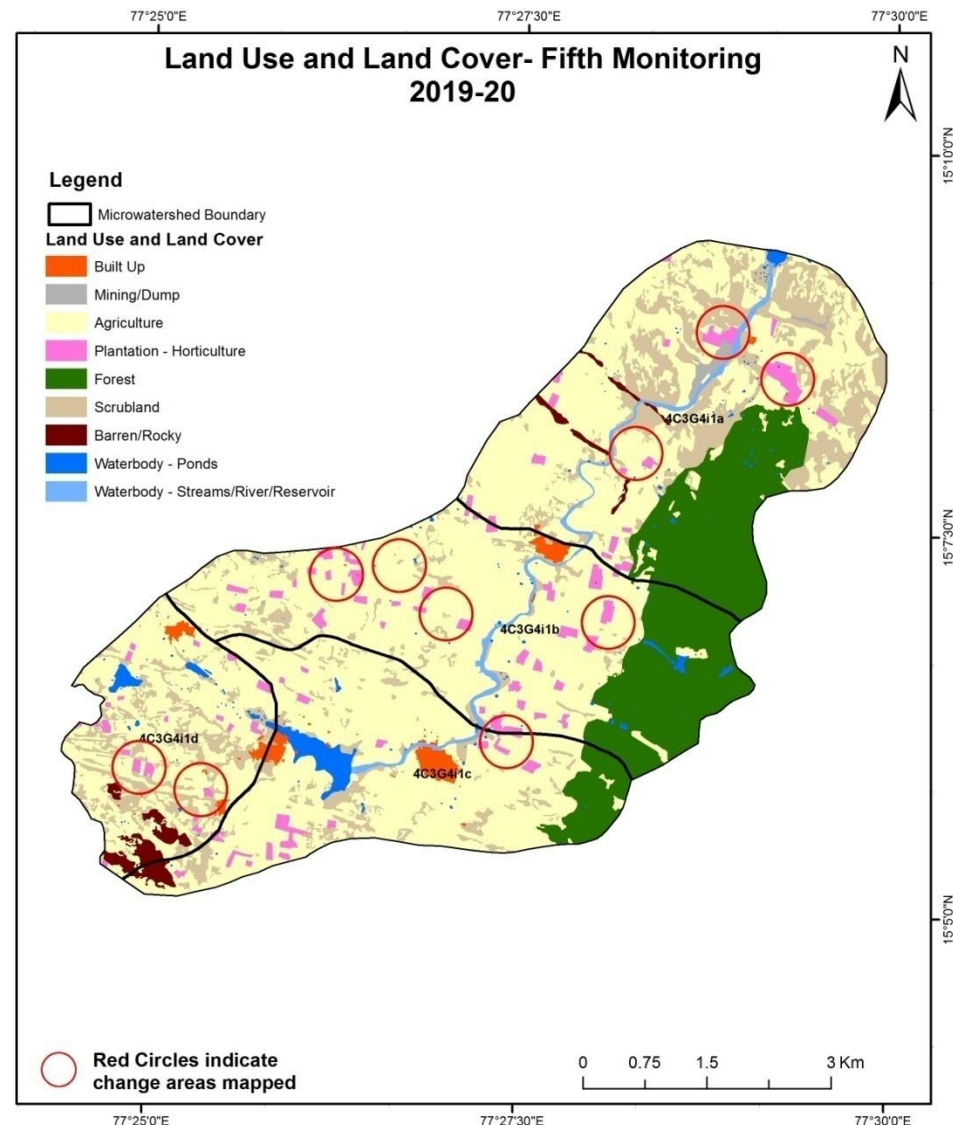 77°25'0"E 77°27'30"E 77°30'0"E
Land Use and Land Cover- Fifth Monitoring
2019-20
N
15°10'0"N
Legend
Microwatershed Boundary
Land Use and Land Cover
Built Up
Mining/Dump
Agriculture
Plantation - Horticulture
Forest
Scrubland
Barren/Rocky
Waterbody - Ponds
Waterbody - Streams/River/Reservoir
4C3G4i1a
15°7'30"N
4C3G4i1b
4C3G4i1d
4C3G4i1c
15°5'0"N
Red Circles indicate
change areas mapped
0 0.75 1.5 3 Km
77°25'0"E 77°27'30"E 77°30'0"E